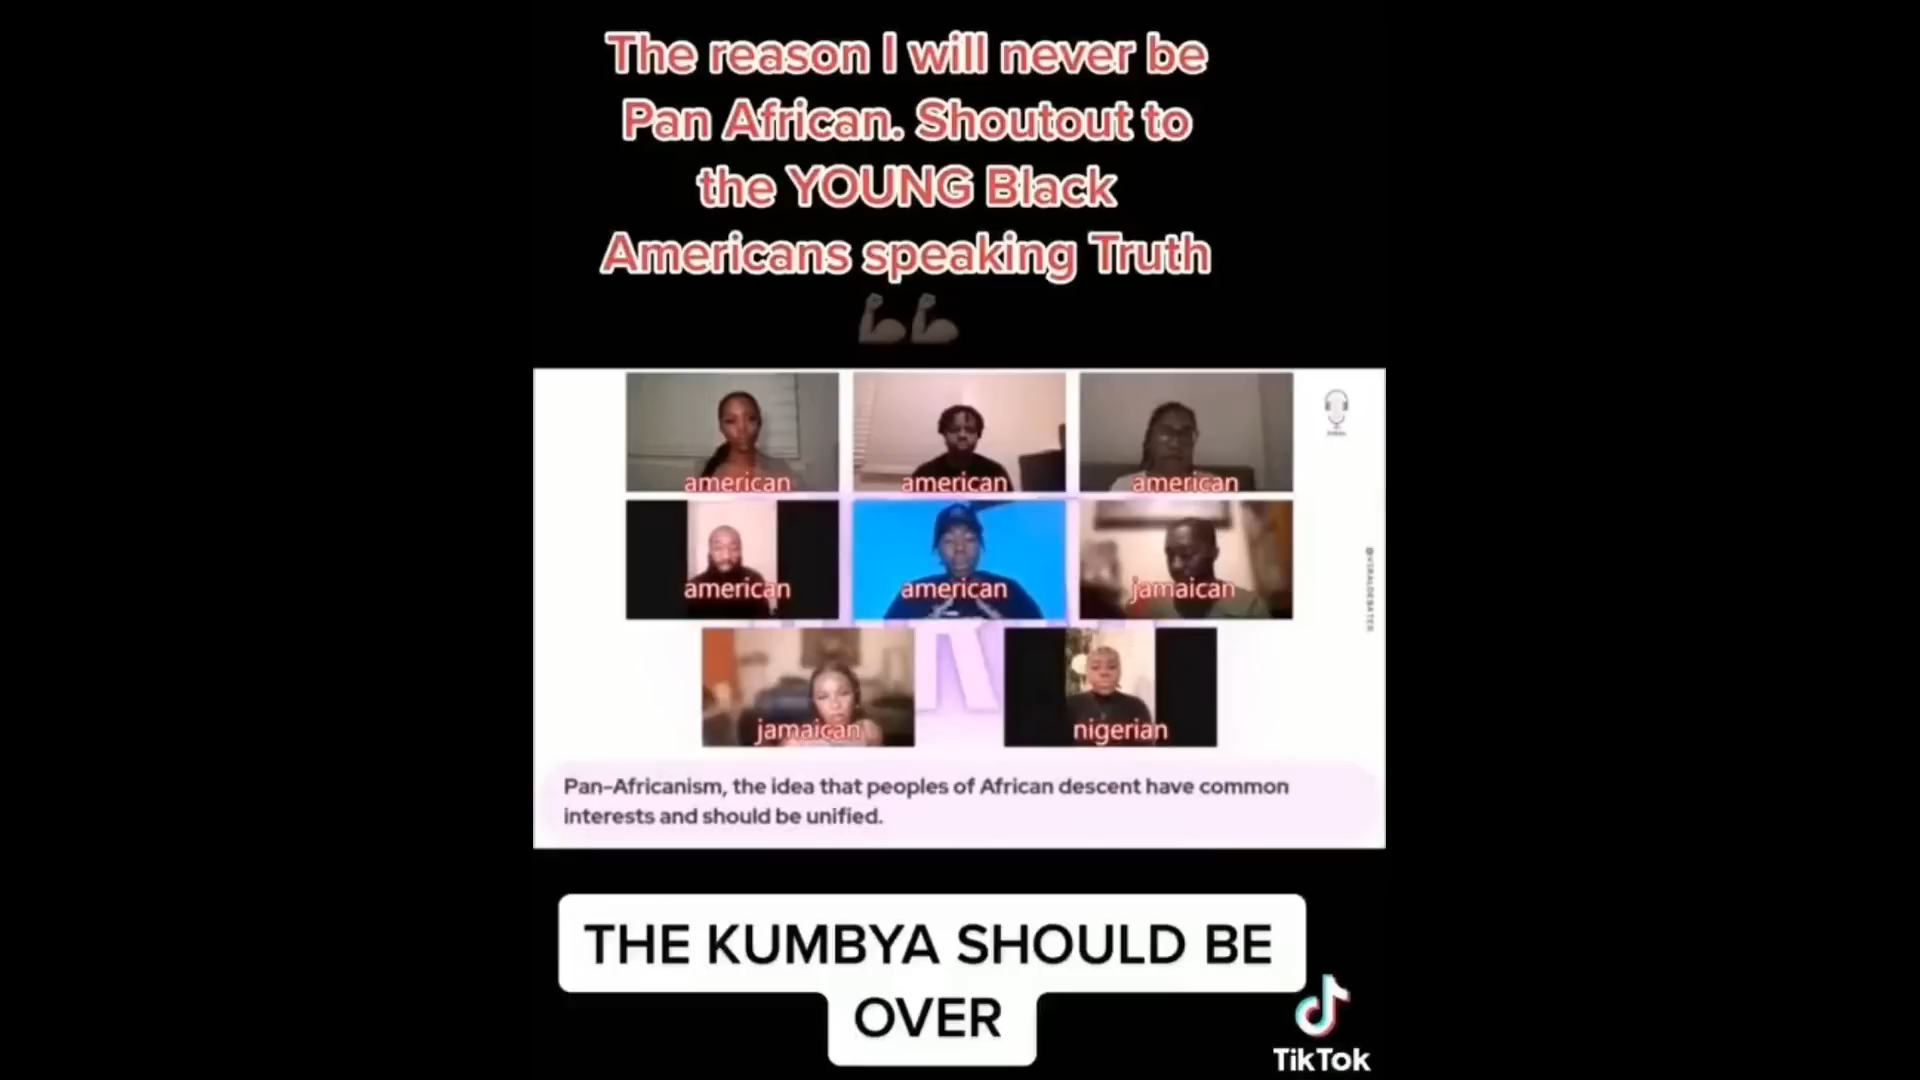 The reason I will never be
Pan African. Shoutout to
the YOUNG Black
Americans speaking Truth
american
american
american
american
american
jamaican
jamaican
nigerian
@VIRALDEBATES
Pan-Africanism, the idea that peoples of African descent have common
interests and should be unified.
THE KUMBYA SHOULD BE
OVER
TikTok